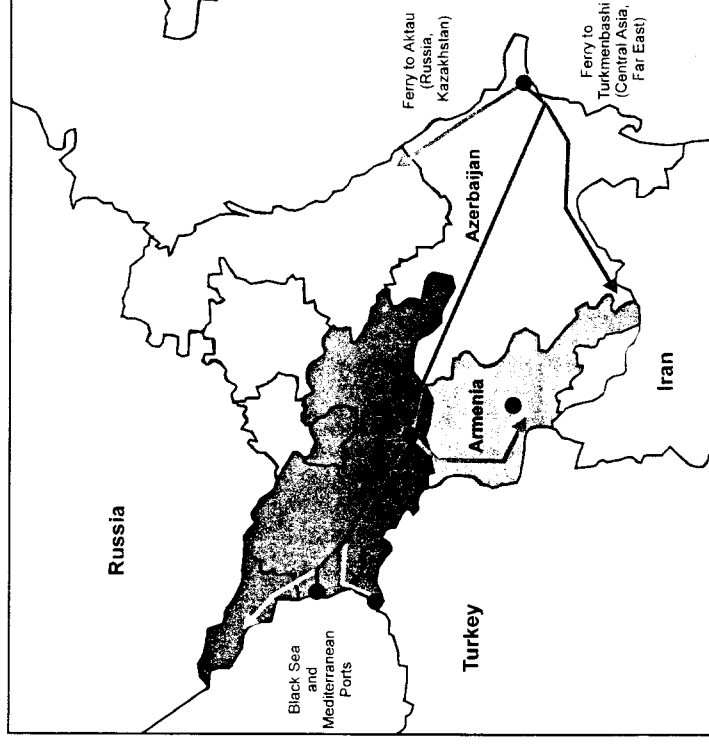 Russia
Black Sea
and
Mediterranean
Ports
Turkey
Armenia
Iran
Azerbaijan
Ferry to Aktau
(Russia,
Kazakhstan)
Ferry to
Turkmenbashi
(Central Asia,
Far East)